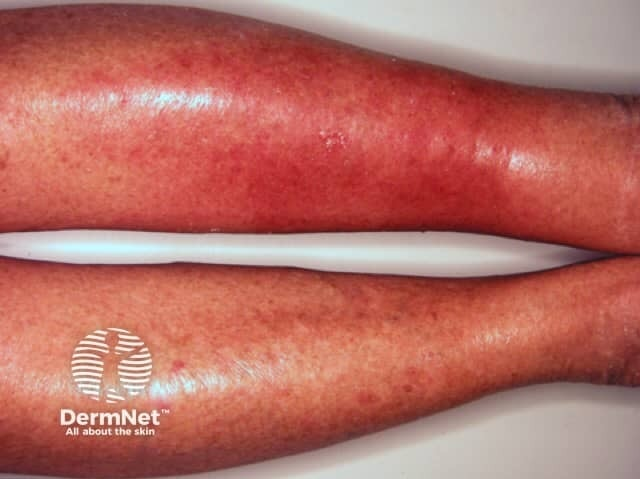 DermNet™
All about the skin